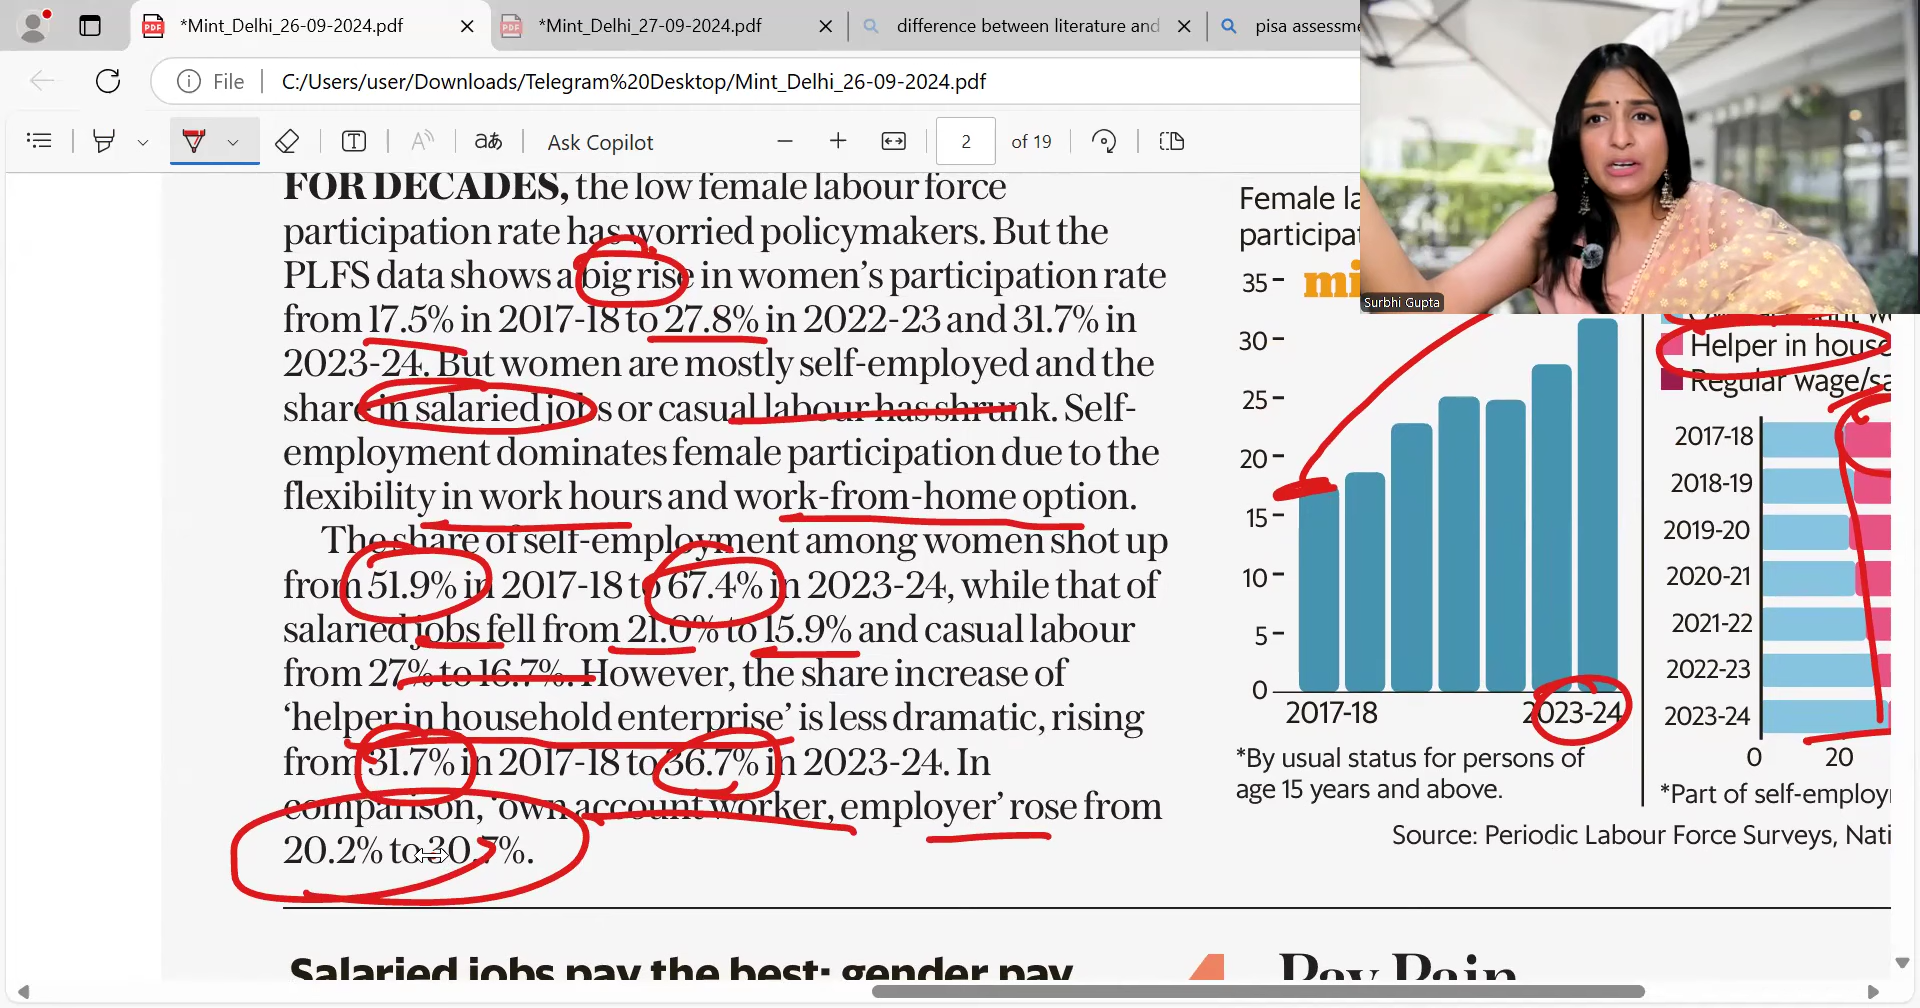 *Mint_Delhi_26-09-2024.pdf
*Mint_Delhi_27-09-2024.pdf
difference between literature and
pisa assessme
File
C:/Users/user/Downloads/Telegram%20Desktop/Mint_Delhi_26-09-2024.pdf
Ask Copilot
2 of 19
Surbhi Gupta
FOR DECADES, the low female labour force
participation rate has worried policymakers. But the
PLFS data shows a big rise in women's participation rate
from 17.5% in 2017-18 to 27.8% in 2022-23 and 31.7% in
2023-24. But women are mostly self-employed and the
share in salaried jobs or casual labour has shrunk. Self-
employment dominates female participation due to the
flexibility in work hours and work-from-home option.
The share of self-employment among women shot up
from 51.9% in 2017-18 to 67.4% in 2023-24, while that of
salaried jobs fell from 21.0% to 15.9% and casual labour
from 27% to 16.7%. However, the share increase of
'helper in household enterprise' is less dramatic, rising
from 31.7% in 2017-18 to 36.7% in 2023-24. In
comparison, 'own account worker, employer' rose from
20.2% to 30.7%.
Female la
participat
35
mi
30
25
20
15
10
5
0
2017-18
2023-24
*By usual status for persons of
age 15 years and above.
Helper in house
Regular wage/sa
2017-18
2018-19
2019-20
2020-21
2021-22
2022-23
2023-24
0
20
*Part of self-employ
Source: Periodic Labour Force Surveys, Nati
Salaried jobs pay the best; gender pay
4
Pay Pain